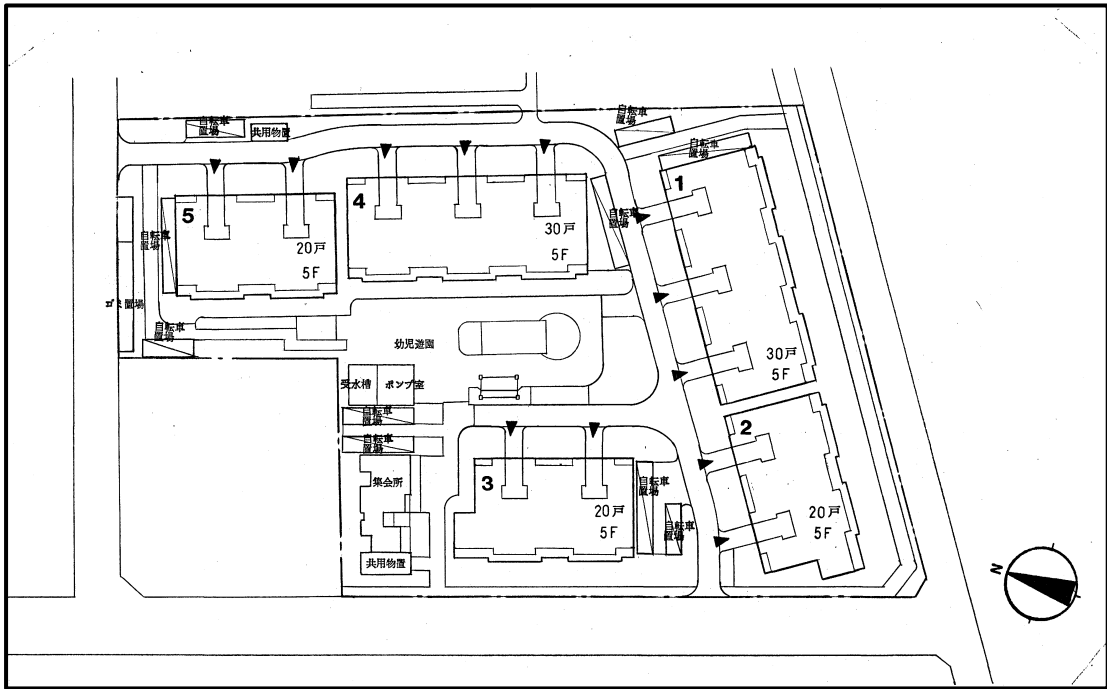 自転車
置場
共用物置
自転車
置場
自転車
置場
1
4
5
自転車
置場
自転車
置場
30戸
5F
20戸
5F
ゴミ置場
自転車
置場
幼児遊園
30戸
5F
受水槽
ポンプ室
自転車
置場
自転車
置場
2
3
集会所
自転車
置場
20戸
5F
20戸
5F
自転車
置場
共用物置
N